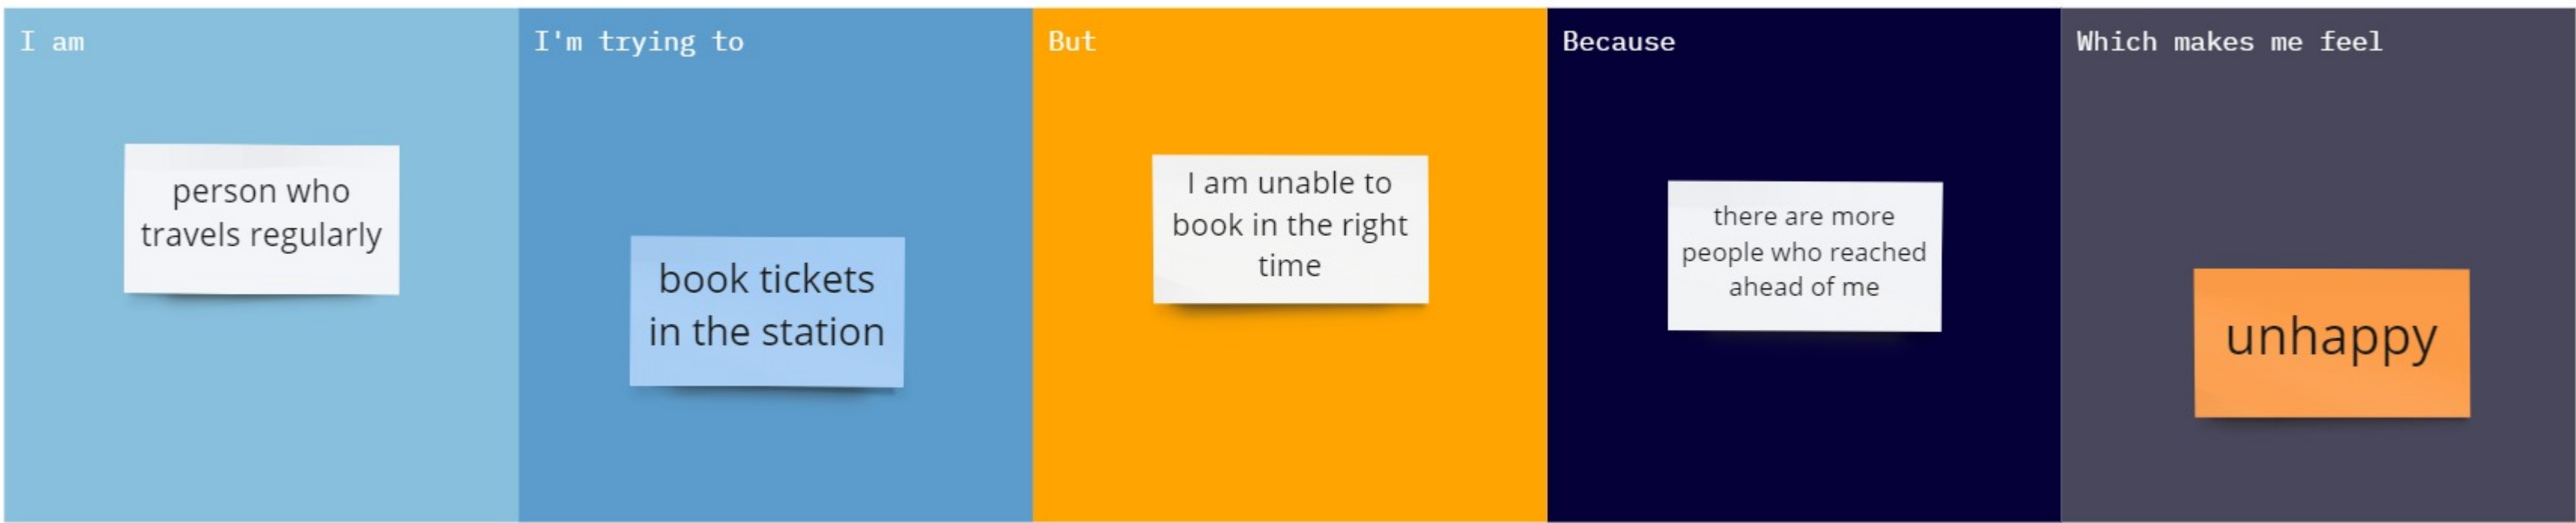 I am
person who
travels regularly
I'm trying to
book tickets
in the station
But
I am unable to
book in the right
time
Because
there are more
people who reached
ahead of me
Which makes me feel
unhappy